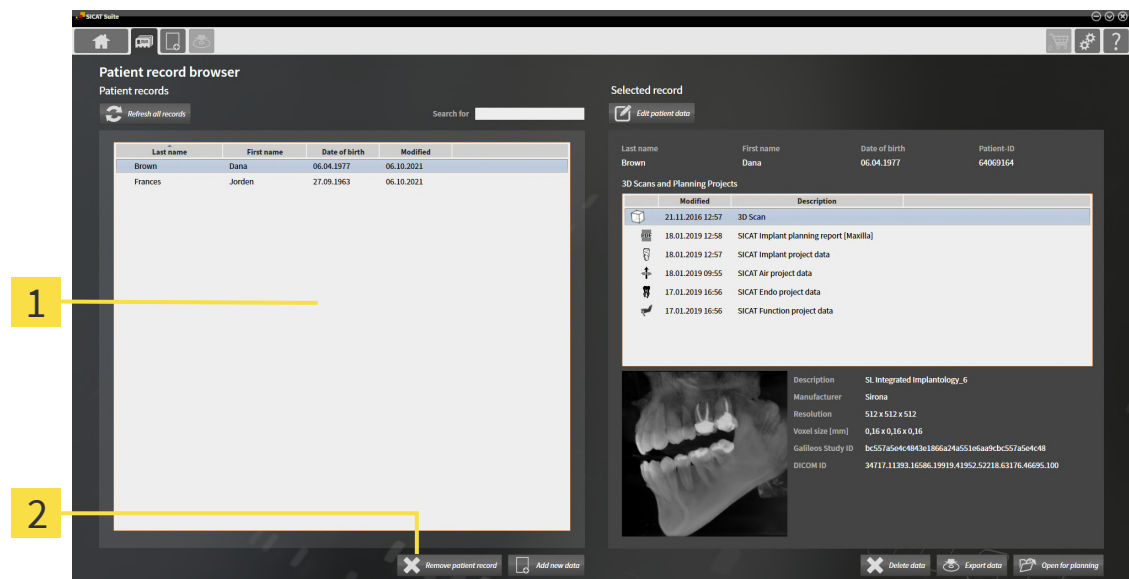 SICAT Suite
Patient record browser
Patient records
Refresh all records
Search for
Last name First name Date of birth Modified
Brown Dana 06.04.1977 06.10.2021
Frances Jorden 27.09.1963 06.10.2021
1
2
Remove patient record
Add new data
Selected record
Edit patient data
Last name First name Date of birth Patient-ID
Brown Dana 06.04.1977 64069164
3D Scans and Planning Projects
Modified Description
21.11.2016 12:57 3D Scan
18.01.2019 12:58 SICAT Implant planning report [Maxilla]
18.01.2019 12:57 SICAT Implant project data
18.01.2019 09:55 SICAT Air project data
17.01.2019 16:56 SICAT Endo project data
17.01.2019 16:56 SICAT Function project data
Description SL Integrated Implantology_6
Manufacturer Sirona
Resolution 512 x 512 x 512
Voxel size [mm] 0,16 x 0,16 x 0,16
Galileos Study ID bc557a5e4c4843e1866a24a551e6aa9cbc557a5e4c48
DICOM ID 34717.11393.16586.19919.41952.52218.63176.46695.100
Delete data
Export data
Open for planning